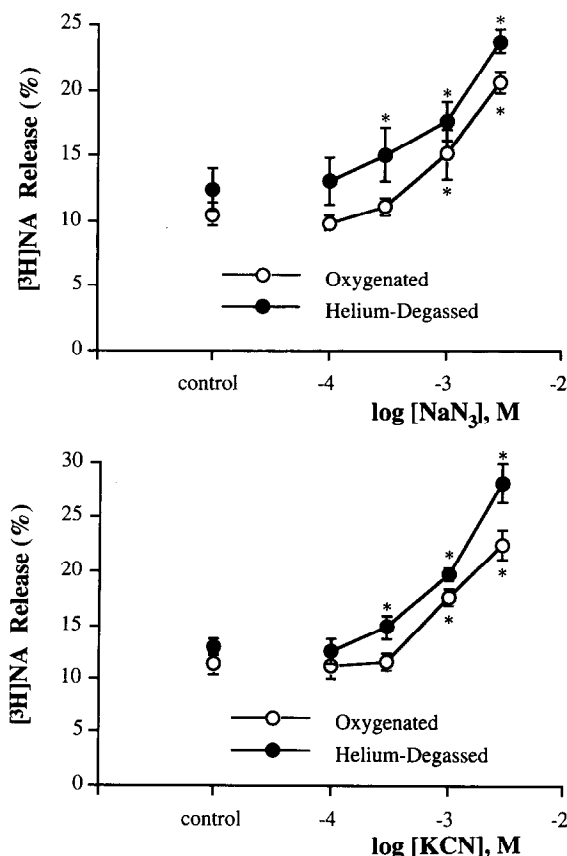 [³H]NA Release (%)
25
20
15
10
5
0
* * * * *
Oxygenated
Helium-Degassed
control -4 -3 -2
log [NaN₃], M
[³H]NA Release (%)
30
25
20
15
10
5
0
* * * * *
Oxygenated
Helium-Degassed
control -4 -3 -2
log [KCN], M